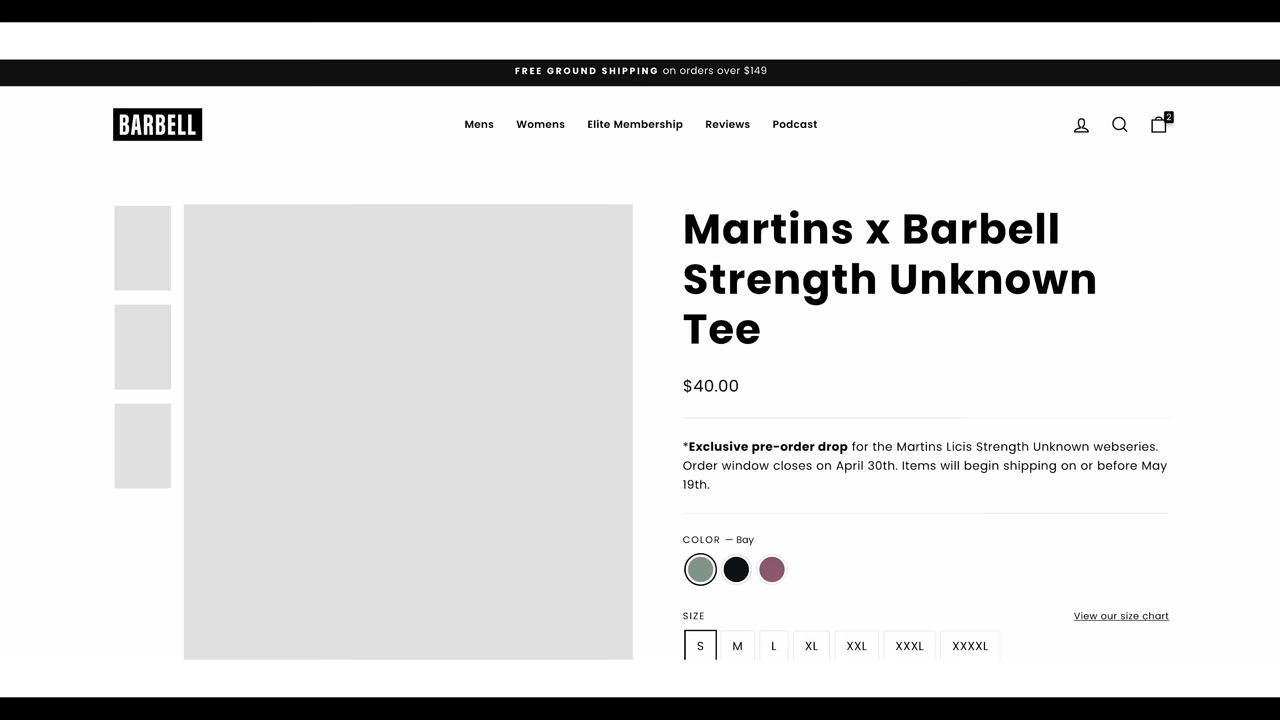 FREE GROUND SHIPPING on orders over $149
BARBELL
Mens Womens Elite Membership Reviews Podcast
2
Martins x Barbell
Strength Unknown
Tee
$40.00
*Exclusive pre-order drop for the Martins Licis Strength Unknown webseries.
Order window closes on April 30th. Items will begin shipping on or before May
19th.
COLOR — Bay
SIZE
View our size chart
S M L XL XXL XXXL XXXXL